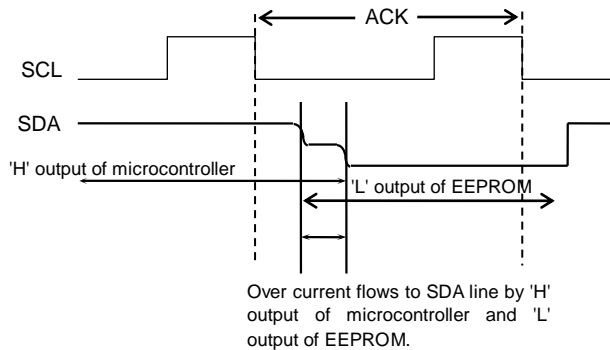 ACK
SCL
SDA
'H' output of microcontroller
'L' output of EEPROM
Over current flows to SDA line by 'H'
output of microcontroller and 'L'
output of EEPROM.